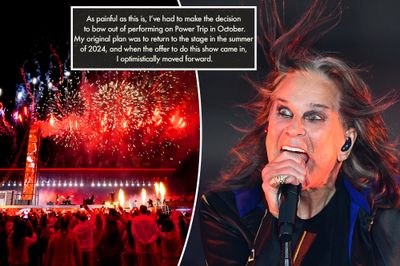 As painful as this is, I've had to make the decision
to bow out of performing on Power Trip in October.
My original plan was to return to the stage in the summer
of 2024, and when the offer to do this show came in,
I optimistically moved forward.